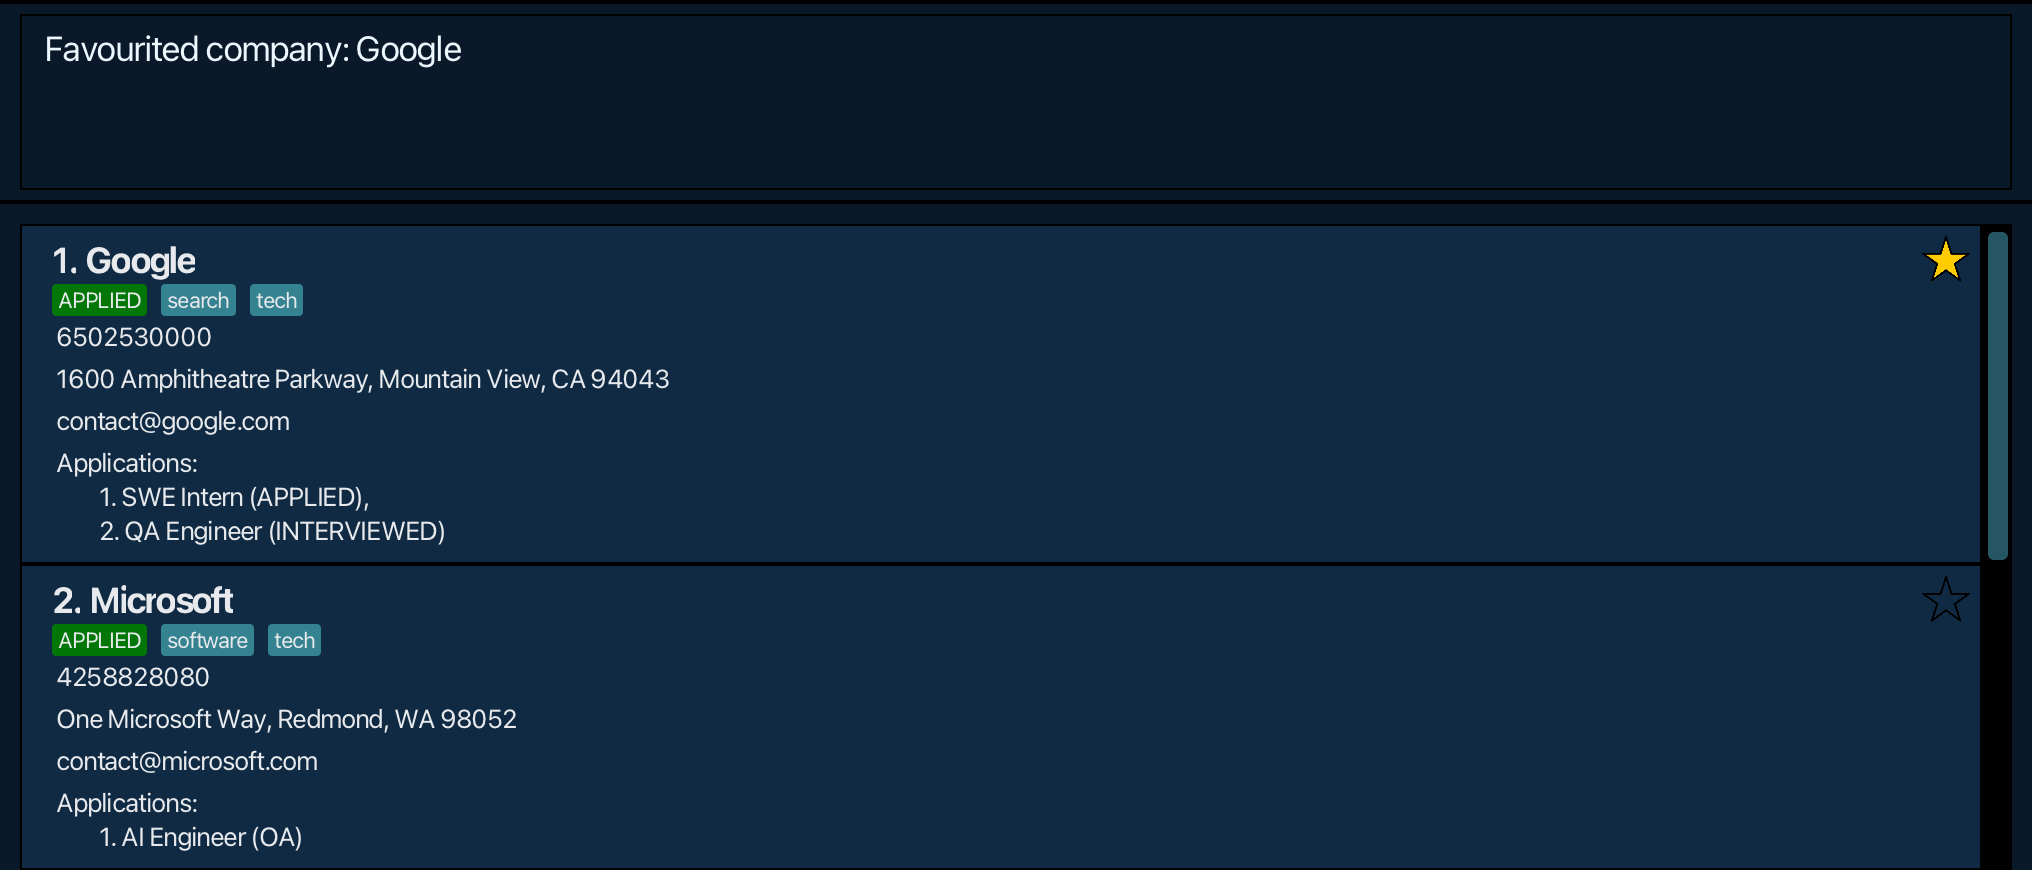 Favourited company: Google
1. Google
APPLIED search tech
6502530000
1600 Amphitheatre Parkway, Mountain View, CA 94043
contact@google.com
Applications:
1. SWE Intern (APPLIED),
2. QA Engineer (INTERVIEWED)
2. Microsoft
APPLIED software tech
4258828080
One Microsoft Way, Redmond, WA 98052
contact@microsoft.com
Applications:
1. AI Engineer (OA)